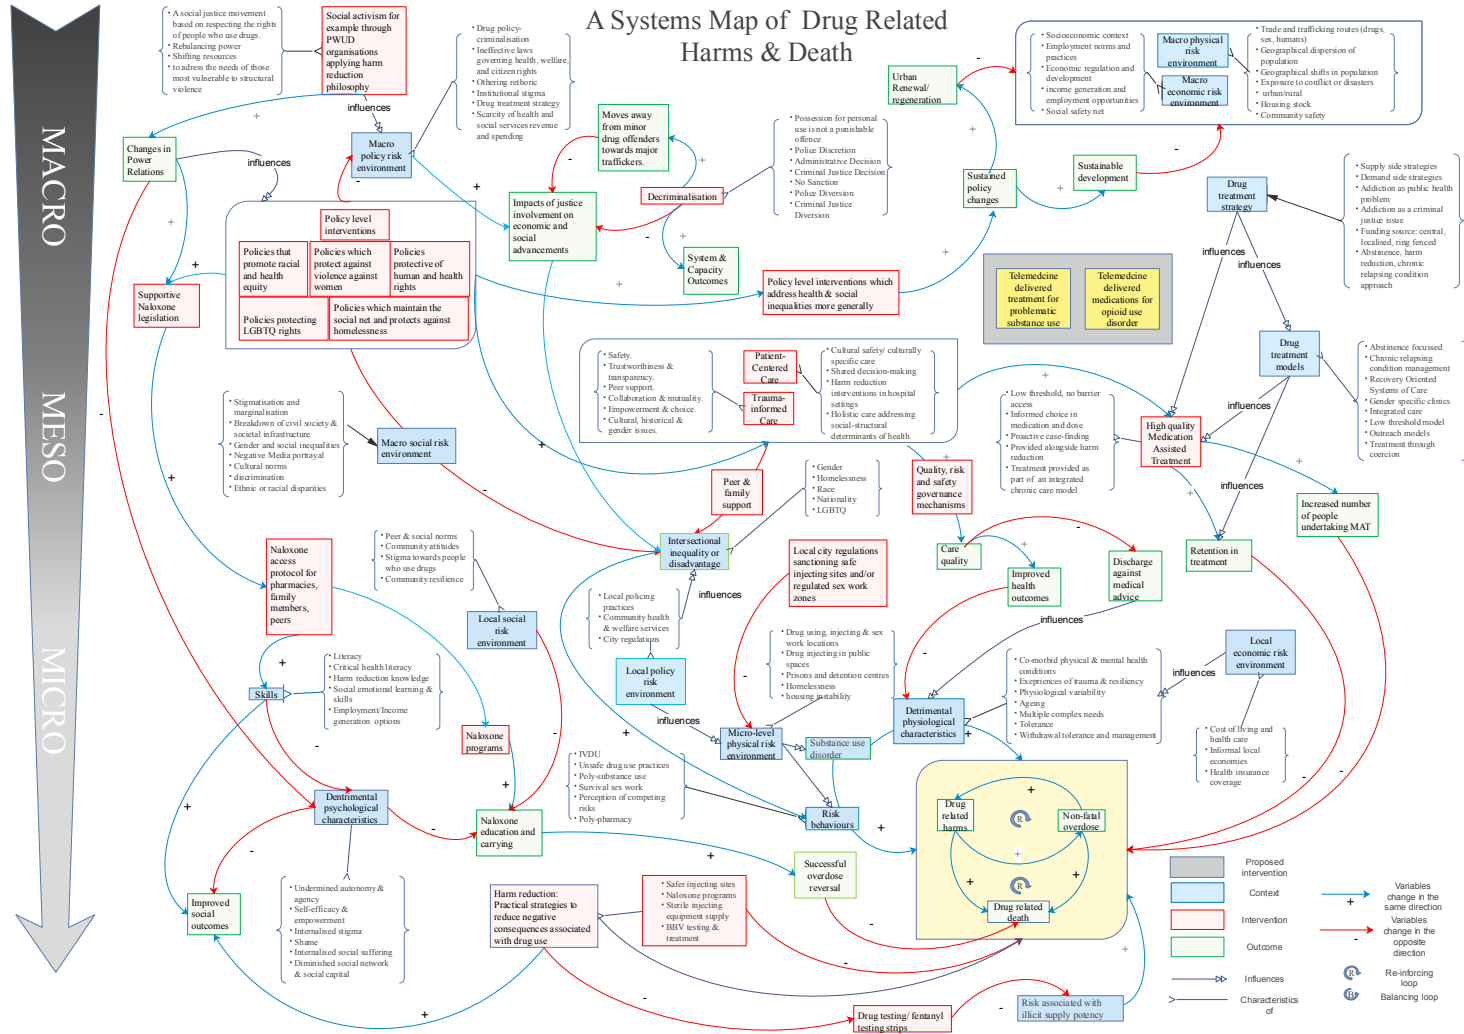 A Systems Map of Drug Related
Harms & Death
MACRO
MESO
MICRO
• A social justice movement
based on respecting the rights
of people who use drugs.
• Rebalancing power
• Shifting resources
• to address the needs of those
most vulnerable to structural
violence
Social activism for
example through
PWUD
organisations
applying harm
reduction
philosophy
influences
• Drug policy-
criminalisation
• Ineffective laws
governing health, welfare,
and citizen rights
• Othering rethoric
• Institutional stigma
• Drug treatment strategy
• Scarcity of health and
social services revenue
and spending
Changes in
Power
Relations
influences
Macro
policy risk
environment
Moves away
from minor
drug offenders
towards major
traffickers.
• Possession for personal
use is not a punishable
offence
• Police Discretion
• Administrative Decision
• Criminal Justice Decision
• No Sanction
• Police Diversion
• Criminal Justice
Diversion
Decriminalisation
Impacts of justice
involvement on
economic and
social
advancements
System &
Capacity
Outcomes
Urban
Renewal/
regeneration
• Socioeconomic context
• Employment norms and
practices
• Economic regulation and
development
• income generation and
employment opportunities
• Social safety net
Macro physical
risk
environment
Macro
economic risk
environment
• Trade and trafficking routes (drugs,
sex, humans)
• Geographical dispersion of
population
• Geographical shifts in population
• Exposure to conflict or disasters
• urban/rural
• Housing stock
• Community safety
Sustained
policy
changes
Sustainable
development
Drug
treatment
strategy
• Supply side strategies
• Demand side strategies
• Addiction as public health
problem
• Addiction as a criminal
justice issue
• Funding source: central,
localised, ring fenced
• Abstinence, harm
reduction, chronic
relapsing condition
approach
influences
influences
Policy level
interventions
Policies that
promote racial
and health
equity
Policies which
protect against
violence against
women
Policies
protective
of human and health
rights
Policies protecting
LGBTQ rights
Policies which maintain the
social net and protects against
homelessness
Supportive
Naloxone
legislation
Policy level interventions which
address health & social
inequalities more generally
Telemedcine
delivered
treatment for
problematic
substance use
Telemedcine
delivered
medications for
opioid use
disorder
Drug
treatment
models
• Abstinence focussed
• Chronic relapsing
condition management
• Recovery Oriented
Systems of Care
• Gender specific clinics
• Integrated care
• Low threshold model
• Outreach models
• Treatment through
coercion
• Safety.
• Trustworthiness &
transparency.
• Peer support.
• Collaboration & mutuality.
• Empowerment & choice.
• Cultural, historical &
gender issues.
Patient-
Centered Care
Trauma-
informed Care
• Cultural safety/ culturally
specific care
• Shared decision-making
• Harm reduction
interventions in hospital
settings
• Holistic care addressing
social-structural
determinants of health
• Low threshold, no barrier
access
• Informed choice in
medication and dose
• Proactive case-finding
• Provided alongside harm
reduction
• Treatment provided as
part of an integrated
chronic care model
High quality
Medication
Assisted
Treatment
influences
influences
• Stigmatisation and
marginalisation
• Breakdown of civil society &
societal infrastructure
• Gender and social inequalities
• Negative Media portrayal
• Cultural norms
• discrimination
• Ethnic or racial disparities
Macro social risk
environment
Peer &
family
support
• Gender
• Homelessness
• Race
• Nationality
• LGBTQ
Quality, risk
and safety
governance
mechanisms
Increased number
of people
undertaking MAT
Retention in
treatment
Intersectional
inequality or
disadvantage
Local city regulations
sanctioning safe
injecting sites and/or
regulated sex work
zones
Care
quality
Improved
health
outcomes
Discharge
against
medical
advice
influences
Naloxone
access
protocol for
pharmacies,
family
members,
peers
• Peer & social norms
• Community attitudes
• Stigma towards people
who use drugs
• Community resilience
Local social
risk
environment
• Local policing
practices
• Community health
& welfare services
• City regulations
influences
Local policy
risk
environment
influences
• Drug using, injecting & sex
work locations
• Drug injecting in public
spaces
• Prisons and detention centres
• Homelessness
• housing instability
Micro-level
physical risk
environment
Substance use
disorder
Detrimental
physiological
characteristics
• Co-morbid physical & mental health
conditions
• Exepriences of trauma & resiliency
• Physiological variability
• Ageing
• Multiple complex needs
• Tolerance
• Withdrawal tolerance and management
influences
Local
economic risk
environment
• Cost of living and
health care
• Informal local
economies
• Health insurance
coverage
Skills
• Literacy
• Critical health literacy
• Harm reduction knowledge
• Social emotional learning &
skills
• Employment/Income
generation options
Naloxone
programs
• IVDU
• Unsafe drug use practices
• Poly-substance use
• Survival sex work
• Perception of competing
risks
• Poly-pharmacy
Risk
behaviours
Dentrimental
psychological
characteristics
Naloxone
education and
carrying
Successful
overdose
reversal
Drug
related
harms
Non-fatal
overdose
R
R
Drug related
death
Improved
social
outcomes
• Undermined autonomy &
agency
• Self-efficacy &
empowerment
• Internalised stigma
• Shame
• Internalised social suffering
• Diminished social network
& social capital
Harm reduction:
Practical strategies to
reduce negative
consequences associated
with drug use
• Safer injecting sites
• Naloxone programs
• Sterile injecting
equipment supply
• BBV testing &
treatment
Drug testing/ fentanyl
testing strips
Risk associated with
illicit supply potency
Proposed
intervention
Context
Intervention
Outcome
Influences
Characteristics
of
Variables
change in the
same direction
+
Variables
change in the
opposite
direction
-
R
Re-inforcing
loop
B
Balancing loop